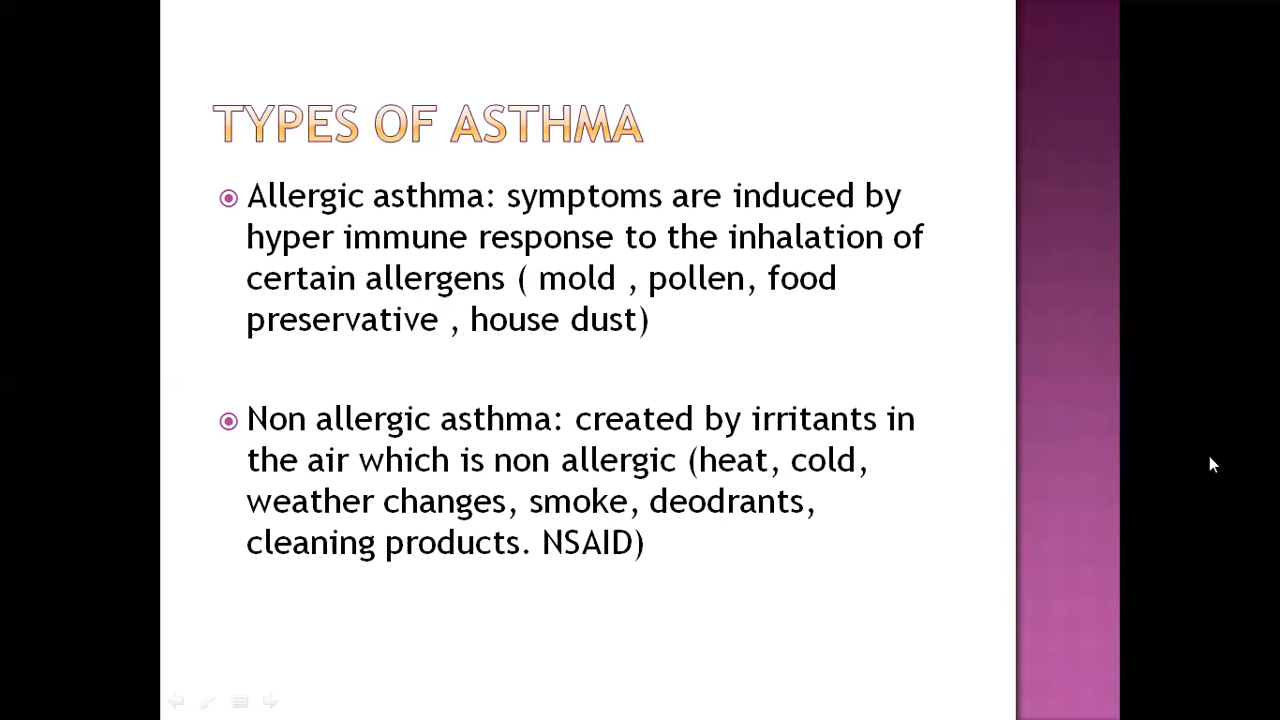 TYPES OF ASTHMA
Allergic asthma: symptoms are induced by
hyper immune response to the inhalation of
certain allergens ( mold , pollen, food
preservative , house dust)
Non allergic asthma: created by irritants in
the air which is non allergic (heat, cold,
weather changes, smoke, deodrants,
cleaning products. NSAID)